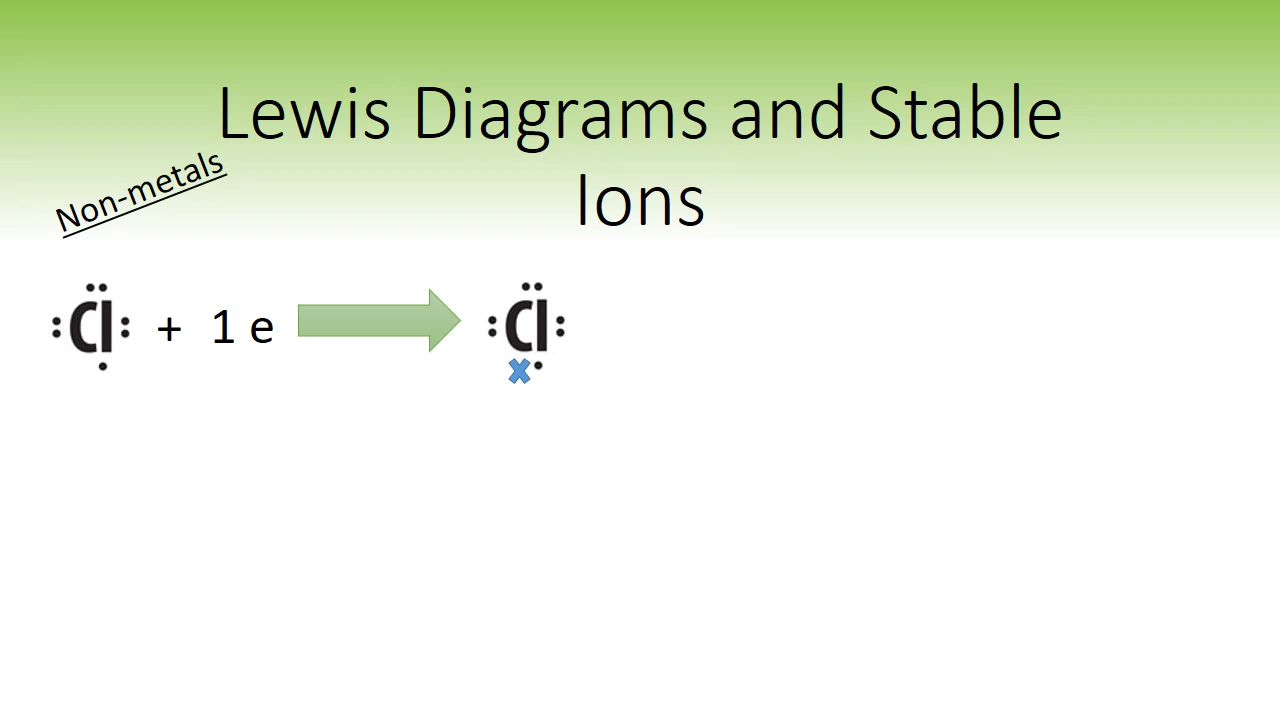 Lewis Diagrams and Stable
Ions
Non-metals
Cl + 1 e Cl